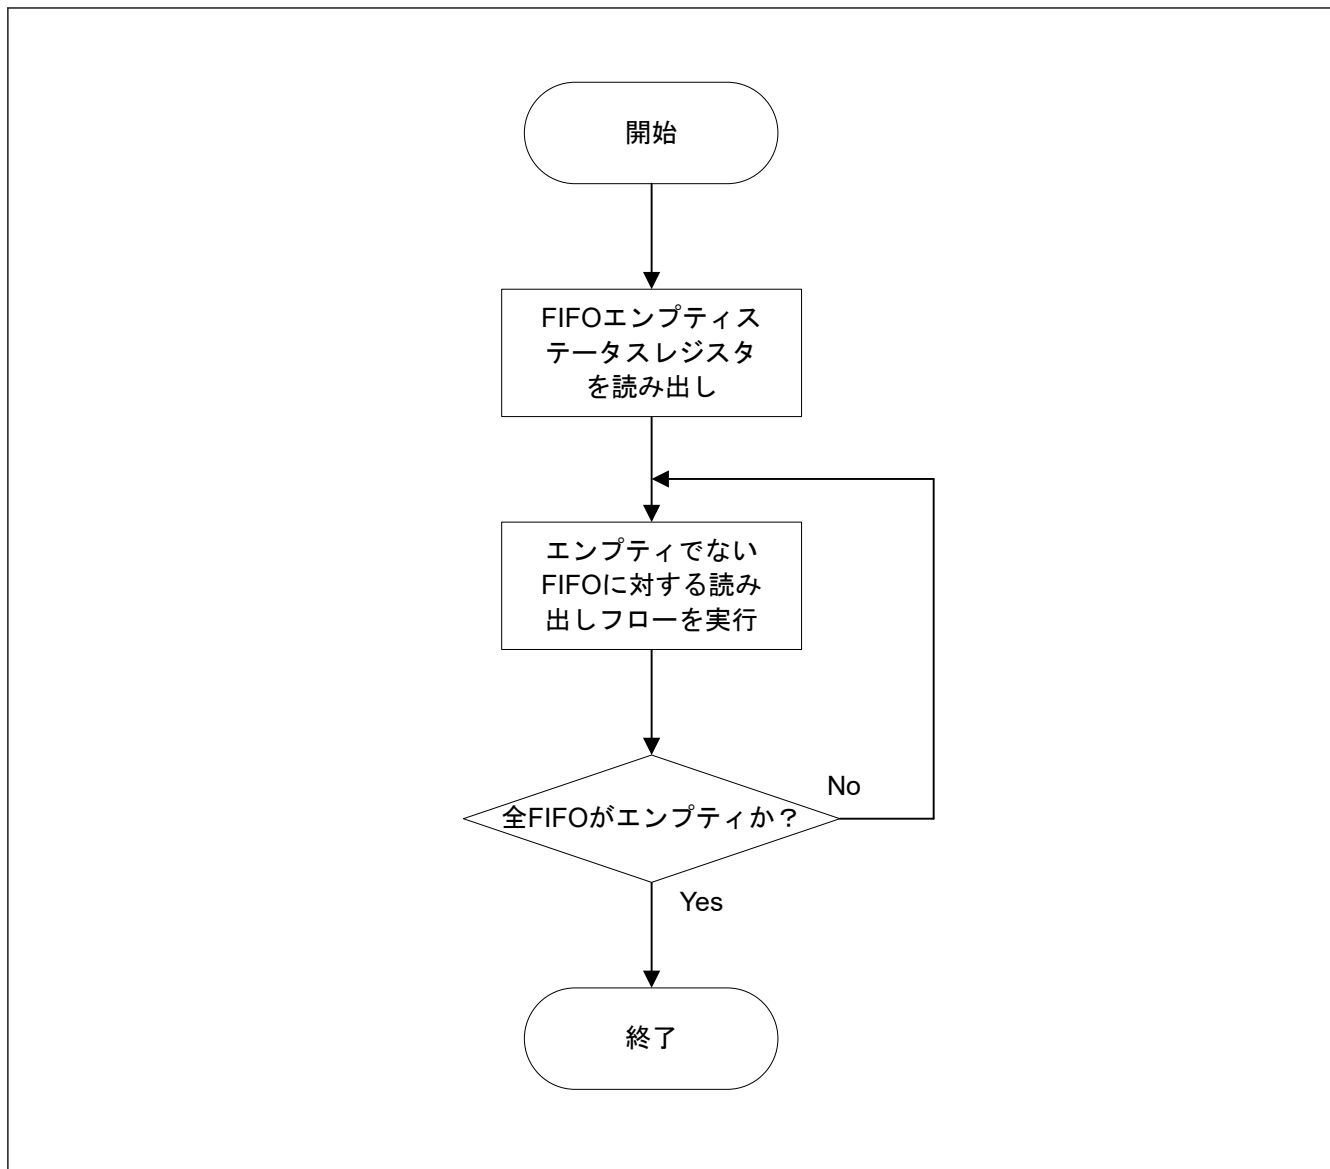 開始
FIFOエンプティス
テータスレジスタ
を読み出し
エンプティでない
FIFOに対する読み
出しフローを実行
No
全FIFOがエンプティか？
Yes
終了